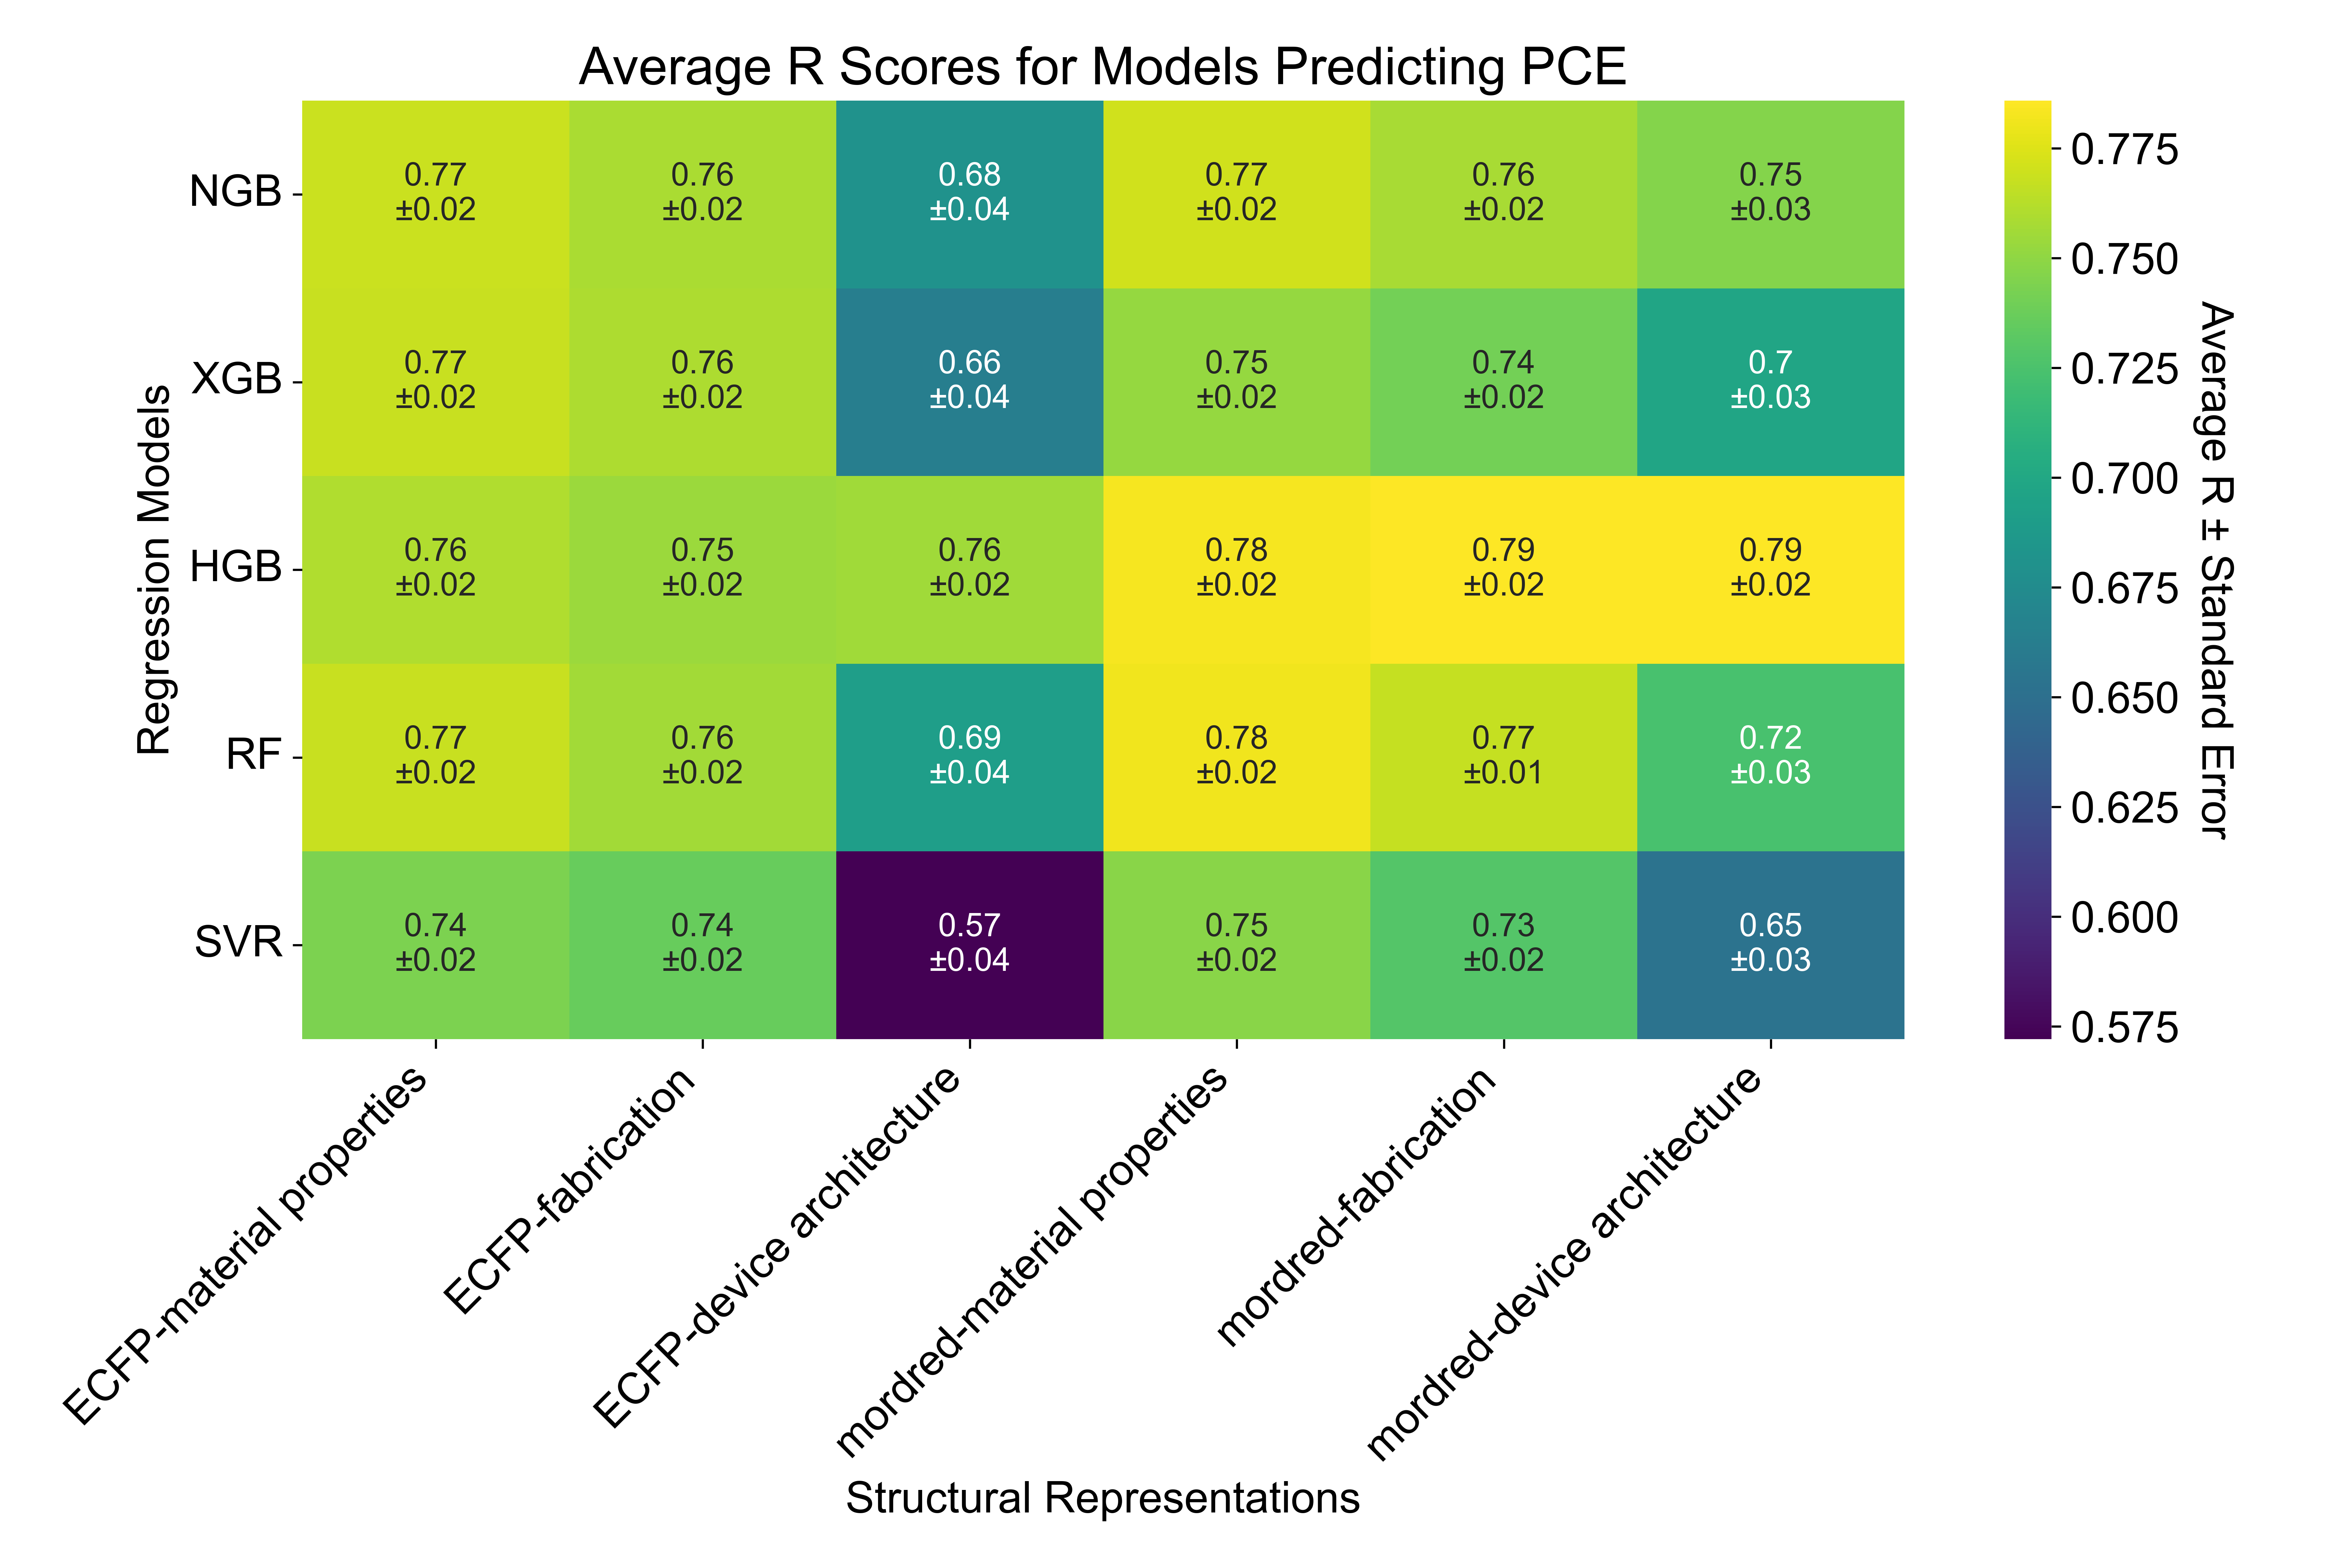 Average R Scores for Models Predicting PCE
Regression Models
NGB
0.77 0.76 0.68 0.77 0.76 0.75
±0.02 ±0.02 ±0.04 ±0.02 ±0.02 ±0.03
XGB
0.77 0.76 0.66 0.75 0.74 0.7
±0.02 ±0.02 ±0.04 ±0.02 ±0.02 ±0.03
HGB
0.76 0.75 0.76 0.78 0.79 0.79
±0.02 ±0.02 ±0.02 ±0.02 ±0.02 ±0.02
RF
0.77 0.76 0.69 0.78 0.77 0.72
±0.02 ±0.02 ±0.04 ±0.02 ±0.01 ±0.03
SVR
0.74 0.74 0.57 0.75 0.73 0.65
±0.02 ±0.02 ±0.04 ±0.02 ±0.02 ±0.03
ECFP-material properties
ECFP-fabrication
ECFP-device architecture
mordred-material properties
mordred-fabrication
mordred-device architecture
Structural Representations
0.775
0.750
0.725
0.700
0.675
0.650
0.625
0.600
0.575
Average R ± Standard Error